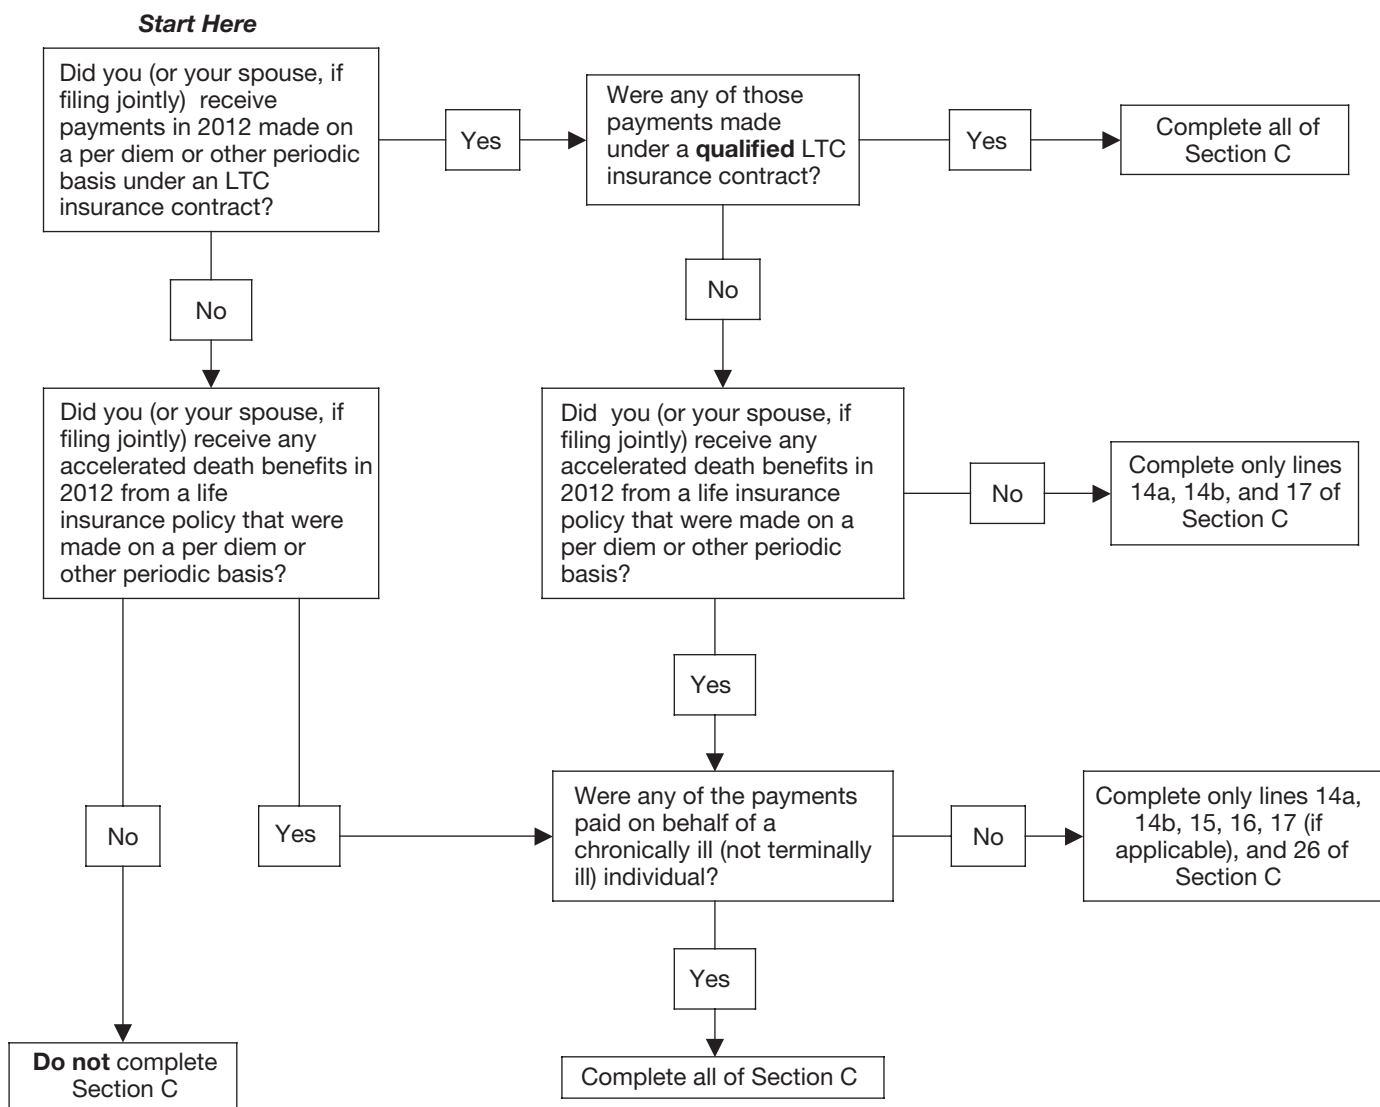 Start Here
Did you (or your spouse, if
filing jointly) receive
payments in 2012 made on
a per diem or other periodic
basis under an LTC
insurance contract?
Yes
Were any of those
payments made
under a qualified LTC
insurance contract?
Yes
Complete all of
Section C
No
No
Did you (or your spouse, if
filing jointly) receive any
accelerated death benefits in
2012 from a life
insurance policy that were
made on a per diem or
other periodic basis?
Did you (or your spouse, if
filing jointly) receive any
accelerated death benefits in
2012 from a life insurance
policy that were made on a
per diem or other periodic
basis?
No
Complete only lines
14a, 14b, and 17 of
Section C
Yes
No
Yes
Were any of the payments
paid on behalf of a
chronically ill (not terminally
ill) individual?
No
Complete only lines 14a,
14b, 15, 16, 17 (if
applicable), and 26 of
Section C
Yes
Do not complete
Section C
Complete all of Section C